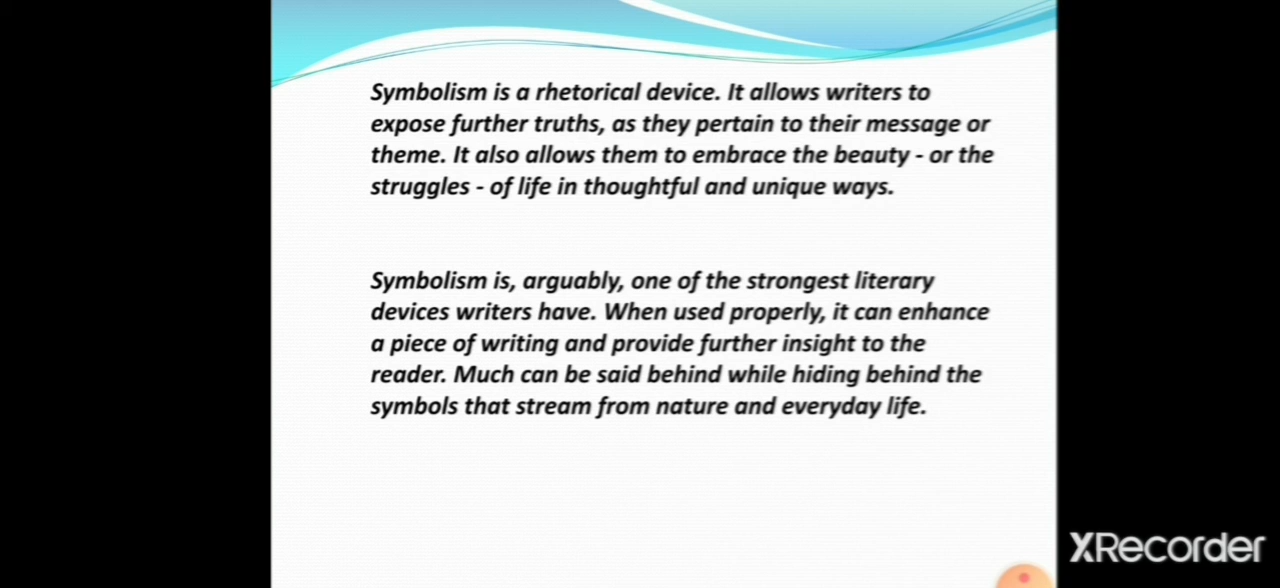 Symbolism is a rhetorical device. It allows writers to
expose further truths, as they pertain to their message or
theme. It also allows them to embrace the beauty - or the
struggles - of life in thoughtful and unique ways.
Symbolism is, arguably, one of the strongest literary
devices writers have. When used properly, it can enhance
a piece of writing and provide further insight to the
reader. Much can be said behind while hiding behind the
symbols that stream from nature and everyday life.
XRecorder